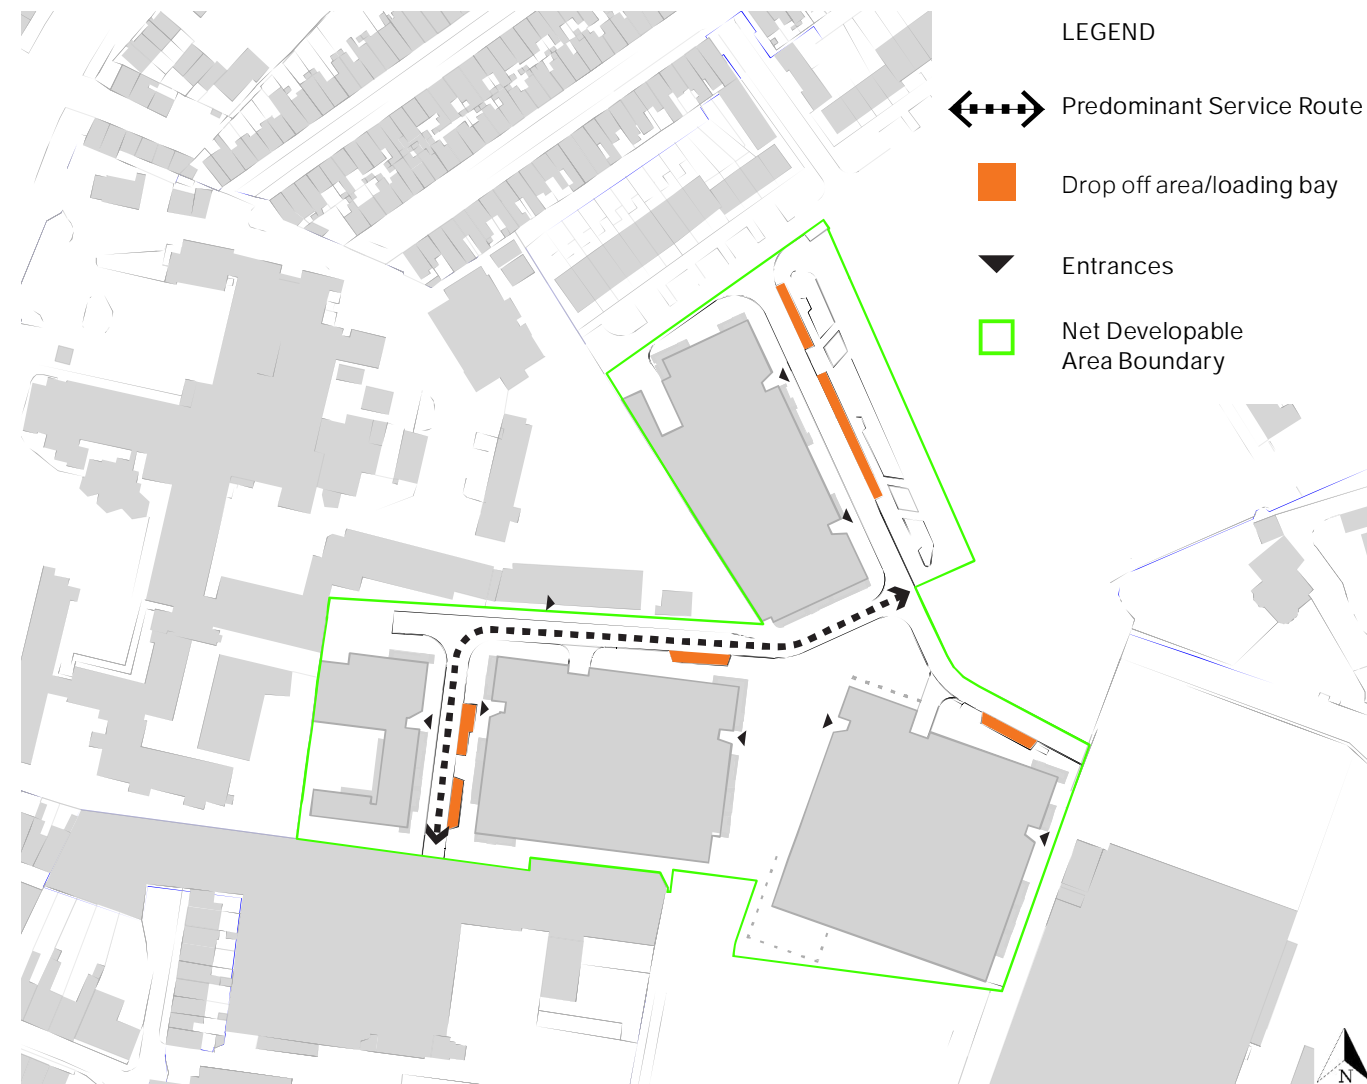 LEGEND
Predominant Service Route
Drop off area/loading bay
Entrances
Net Developable
Area Boundary
N